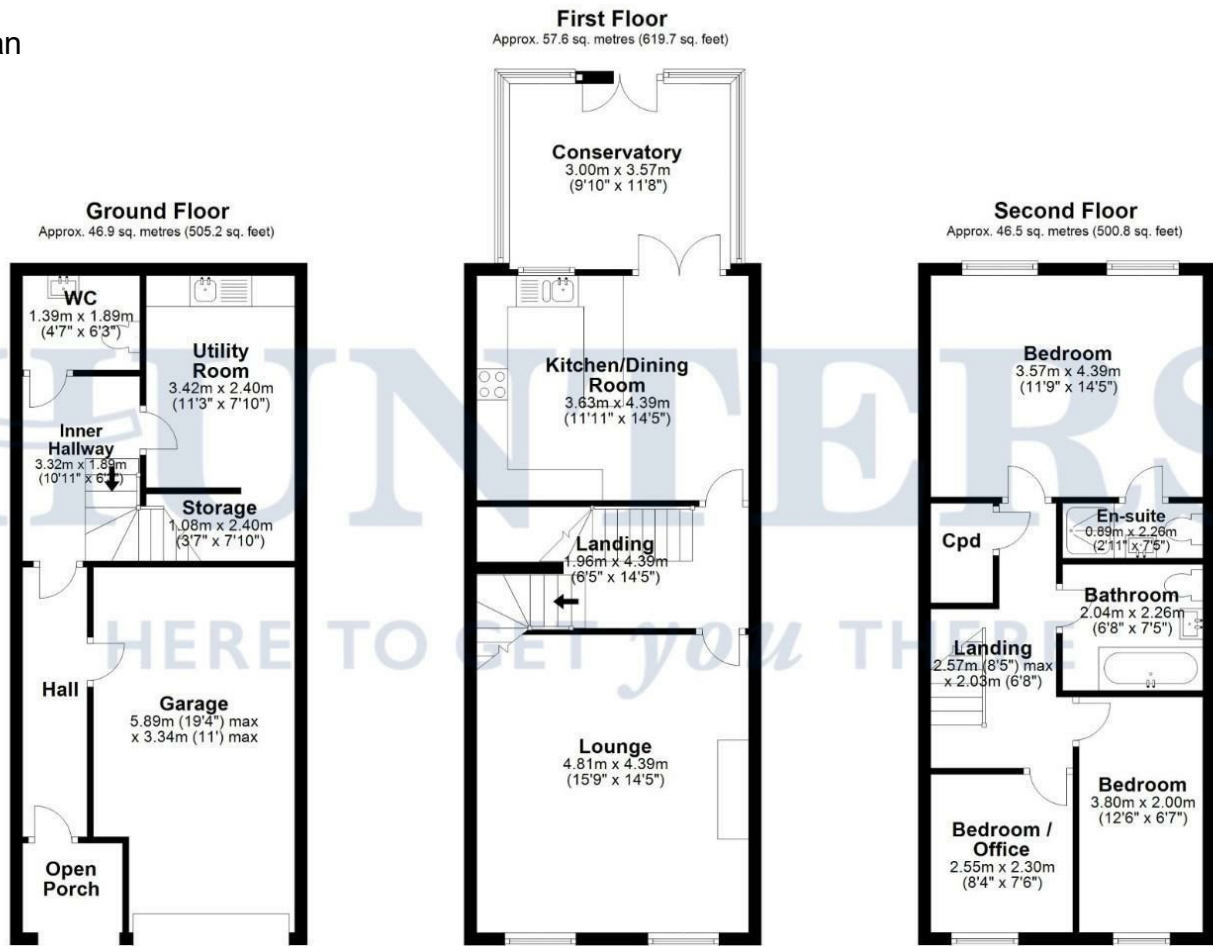 an
First Floor
Approx. 57.6 sq. metres (619.7 sq. feet)
Conservatory
3.00m x 3.57m
(9'10" x 11'8")
Kitchen/Dining
Room
3.63m x 4.39m
(11'11" x 14'5")
Landing
1.96m x 4.39m
(6'5" x 14'5")
Lounge
4.81m x 4.39m
(15'9" x 14'5")
Ground Floor
Approx. 46.9 sq. metres (505.2 sq. feet)
WC
1.39m x 1.89m
(4'7" x 6'3")
Utility
Room
3.42m x 2.40m
(11'3" x 7'10")
Inner
Hallway
3.32m x 1.89m
(10'11" x
Storage
1.08m x 2.40m
(3'7" x 7'10")
Hall
Garage
5.89m (19'4") max
x 3.34m (11') max
Open
Porch
Second Floor
Approx. 46.5 sq. metres (500.8 sq. feet)
Bedroom
3.57m x 4.39m
(11'9" x 14'5")
En-suite
0.89m x 2.26m
(2'11" x 7'5")
Cpd
Bathroom
2.04m x 2.26m
(6'8" x 7'5")
Landing
2.57m (8'5") max
x 2.03m (6'8")
Bedroom
3.80m x 2.00m
(12'6" x 6'7")
Bedroom /
Office
2.55m x 2.30m
(8'4" x 7'6")
HUNTERS
HERE TO GET you THERE